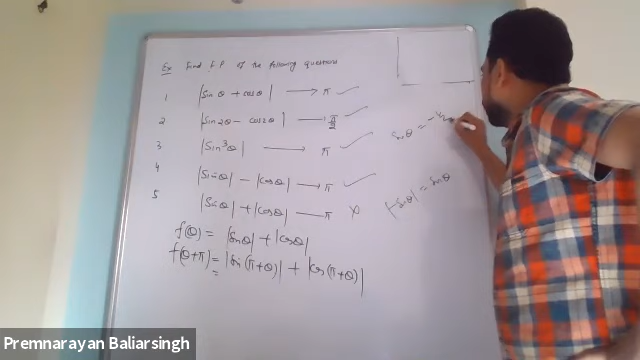 Ex Find F.P of the following questions
1 |Sin θ + cos θ| → π ✓
2 |Sin 2θ − cos 2θ| → π/2 ✓
3 |Sin³θ| → π ✓
4 |Sin θ| − |cos θ| → π ✓
5 |Sin θ| + |cos θ| → π ✗
f(θ) = |Sin θ| + |cos θ|
f(θ+π) = |Sin(π+θ)| + |cos(π+θ)|
=
Sin θ = −
|−Sin θ| = Sin θ
Premnarayan Baliarsingh